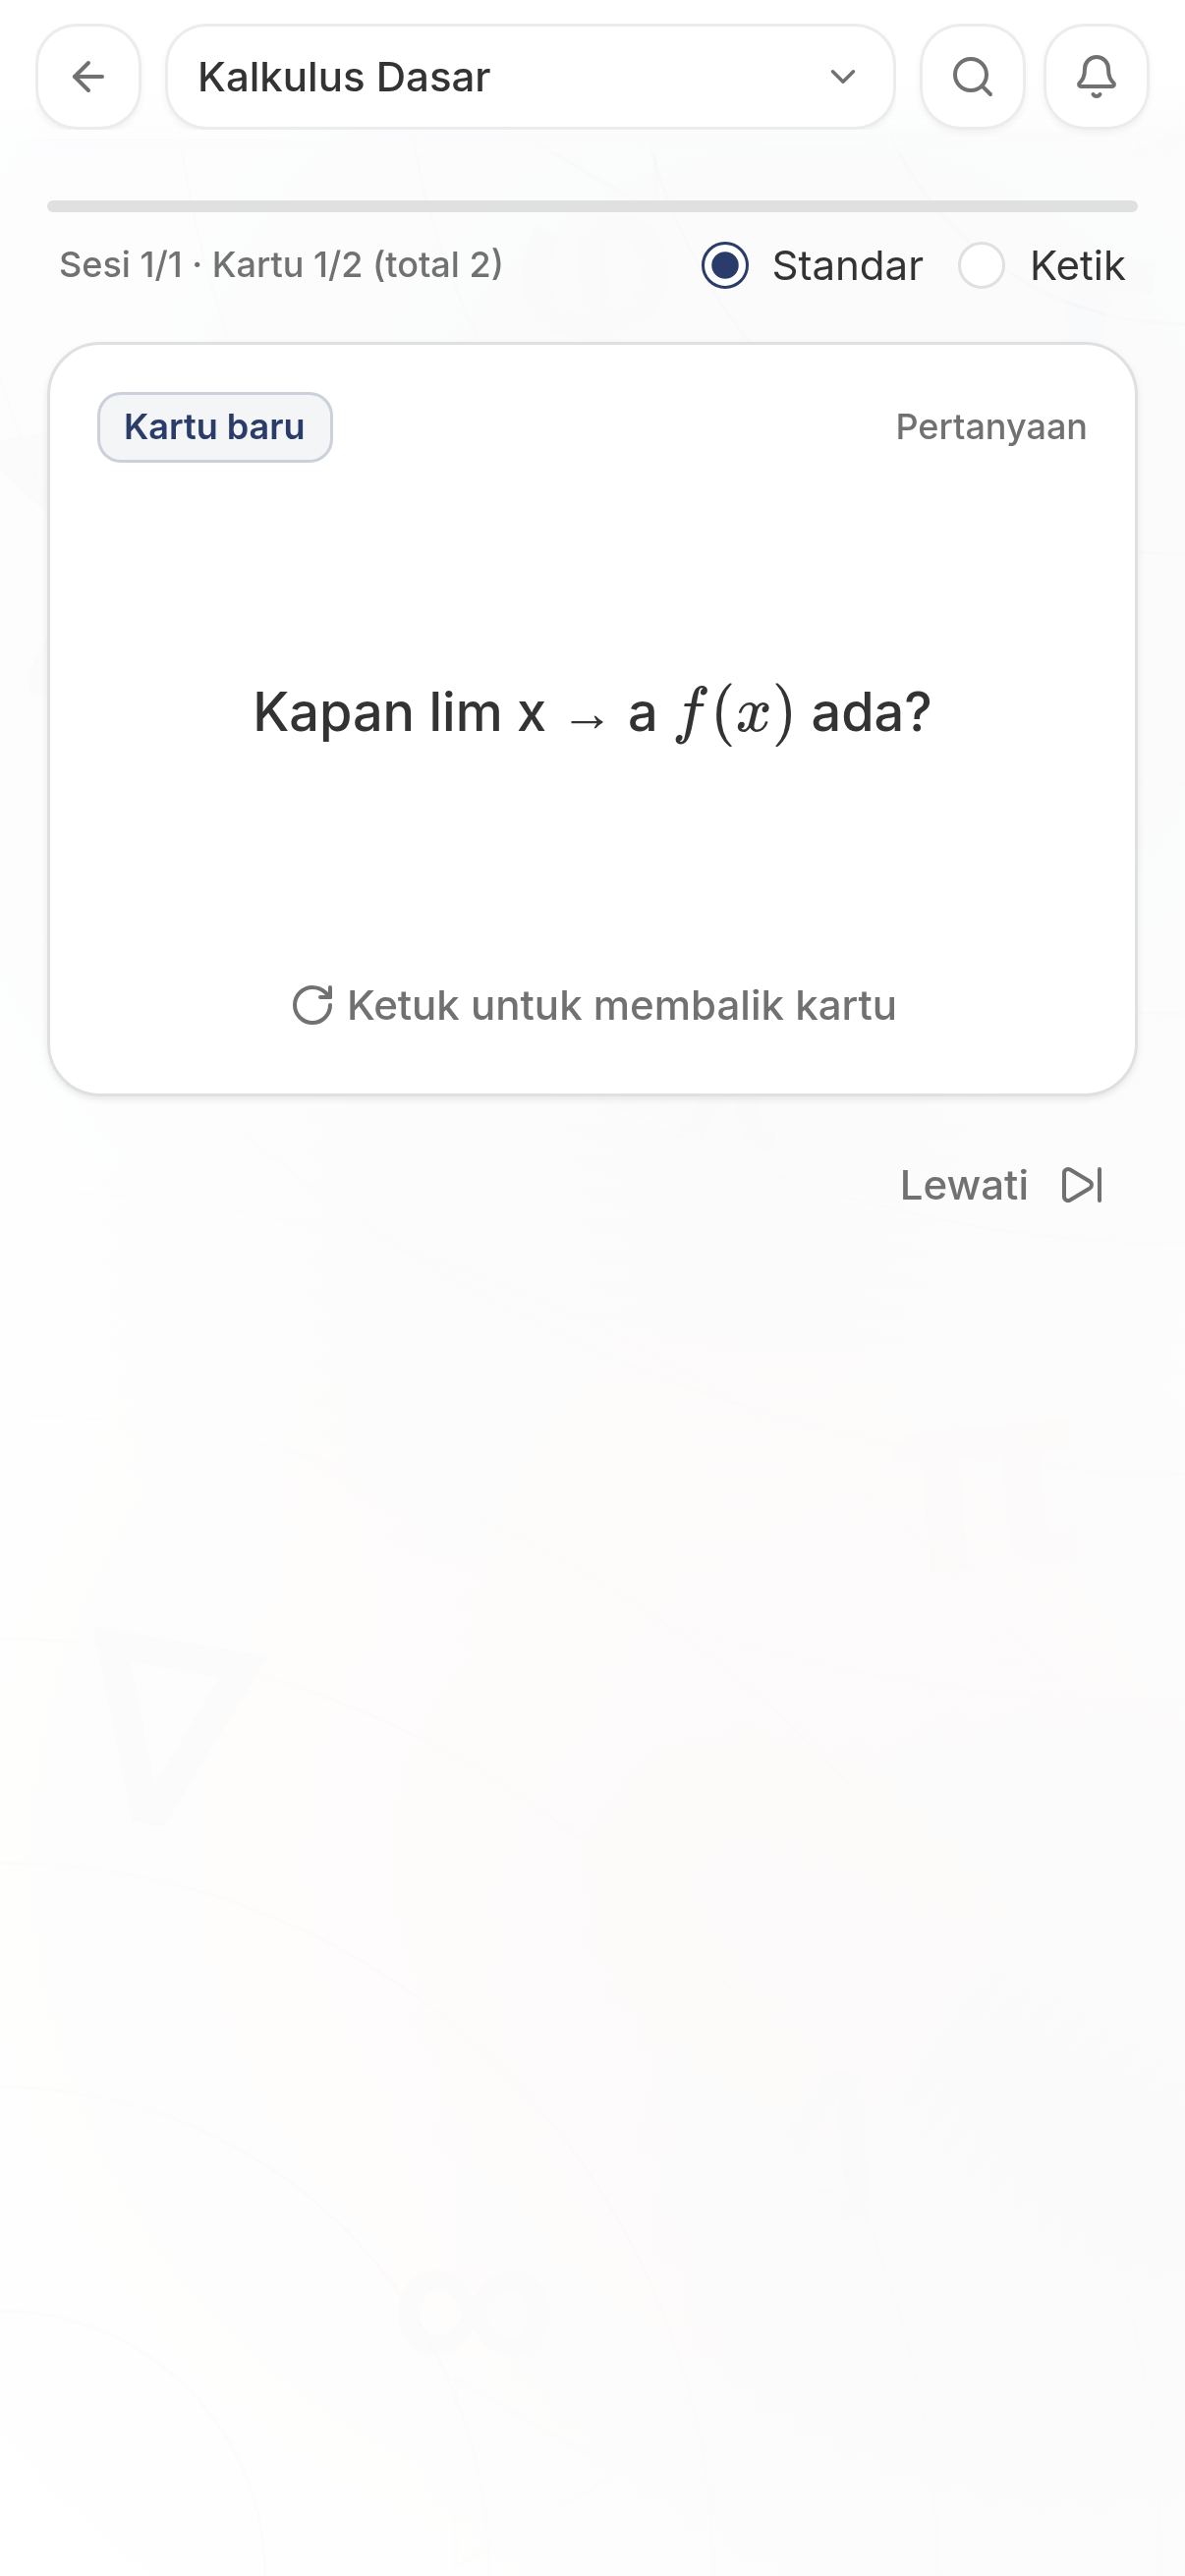 Kalkulus Dasar
Sesi 1/1 · Kartu 1/2 (total 2)
Standar
Ketik
Kartu baru
Pertanyaan
Kapan lim x → a f(x) ada?
Ketuk untuk membalik kartu
Lewati
π
∇
∞